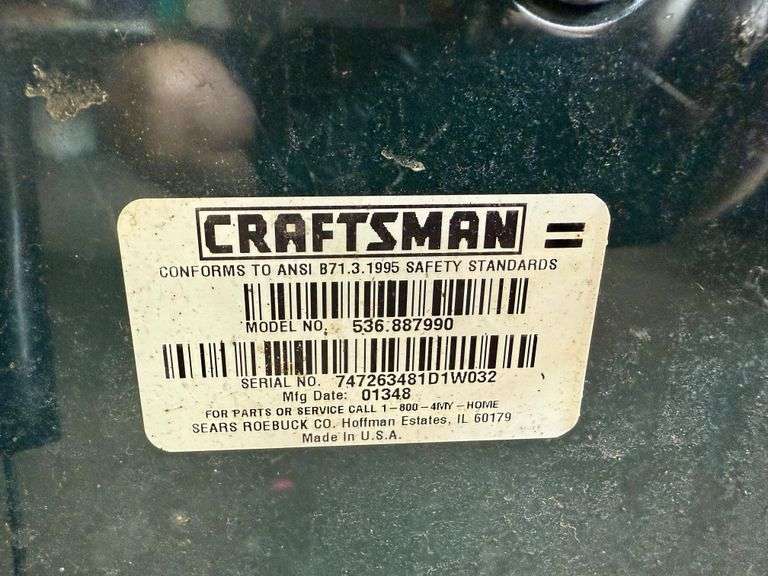 CRAFTSMAN
CONFORMS TO ANSI B71.3.1995 SAFETY STANDARDS
MODEL NO. 536.887990
SERIAL NO. 747263481D1W032
Mfg Date: 01348
FOR PARTS OR SERVICE CALL 1-800-4MY-HOME
SEARS ROEBUCK CO. Hoffman Estates, IL 60179
Made In U.S.A.